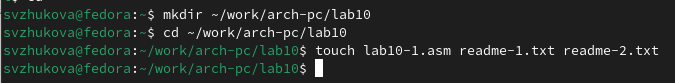 svzhukova@fedora:~$ mkdir ~/work/arch-pc/lab10
svzhukova@fedora:~$ cd ~/work/arch-pc/lab10
svzhukova@fedora:~/work/arch-pc/lab10$ touch lab10-1.asm readme-1.txt readme-2.txt
svzhukova@fedora:~/work/arch-pc/lab10$